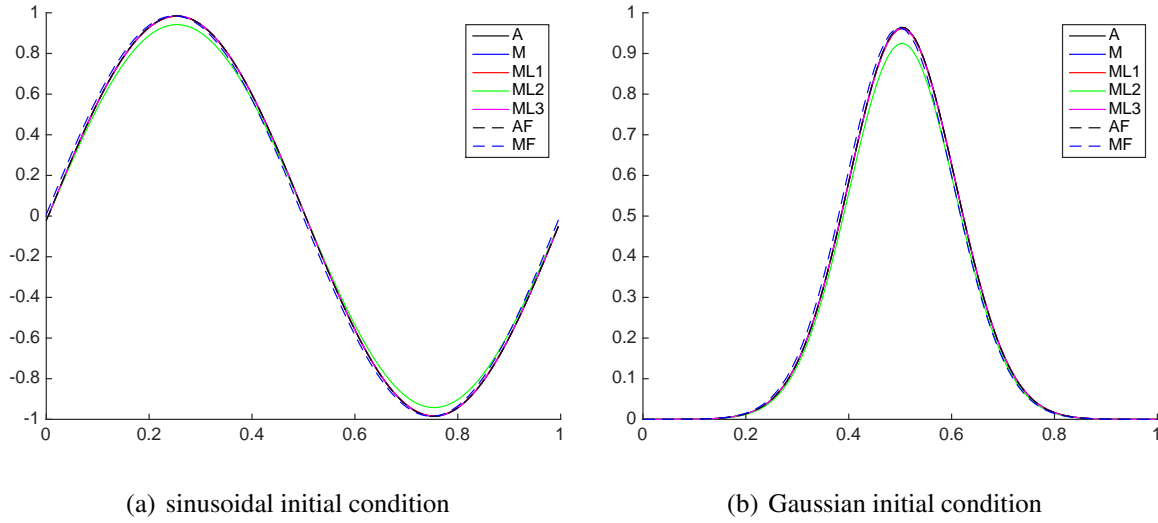 1
0.8
0.6
0.4
0.2
0
-0.2
-0.4
-0.6
-0.8
-1
0 0.2 0.4 0.6 0.8 1
A
M
ML1
ML2
ML3
AF
MF
(a) sinusoidal initial condition
1
0.9
0.8
0.7
0.6
0.5
0.4
0.3
0.2
0.1
0
0 0.2 0.4 0.6 0.8 1
A
M
ML1
ML2
ML3
AF
MF
(b) Gaussian initial condition